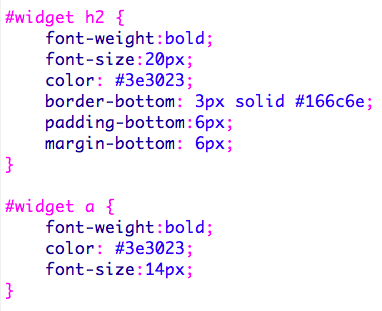 #widget h2 {
    font-weight:bold;
    font-size:20px;
    color: #3e3023;
    border-bottom: 3px solid #166c6e;
    padding-bottom:6px;
    margin-bottom: 6px;
}

#widget a {
    font-weight:bold;
    color: #3e3023;
    font-size:14px;
}